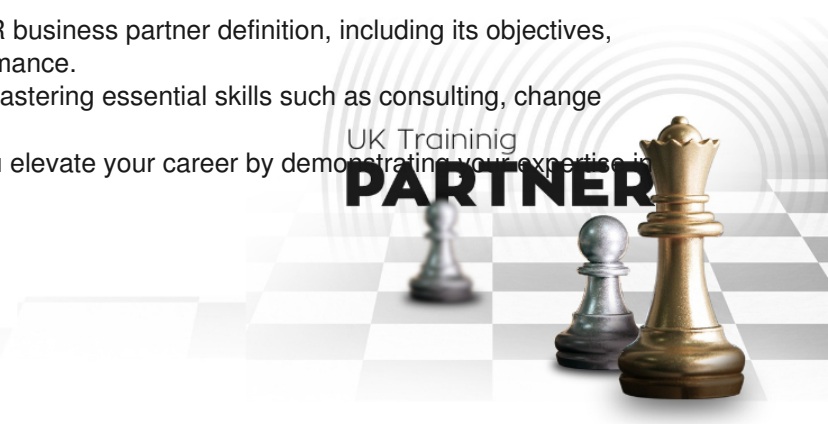 R business partner definition, including its objectives,
mance.
astering essential skills such as consulting, change
UK Traininig
u elevate your career by demonstrating your expertise in
PARTNER